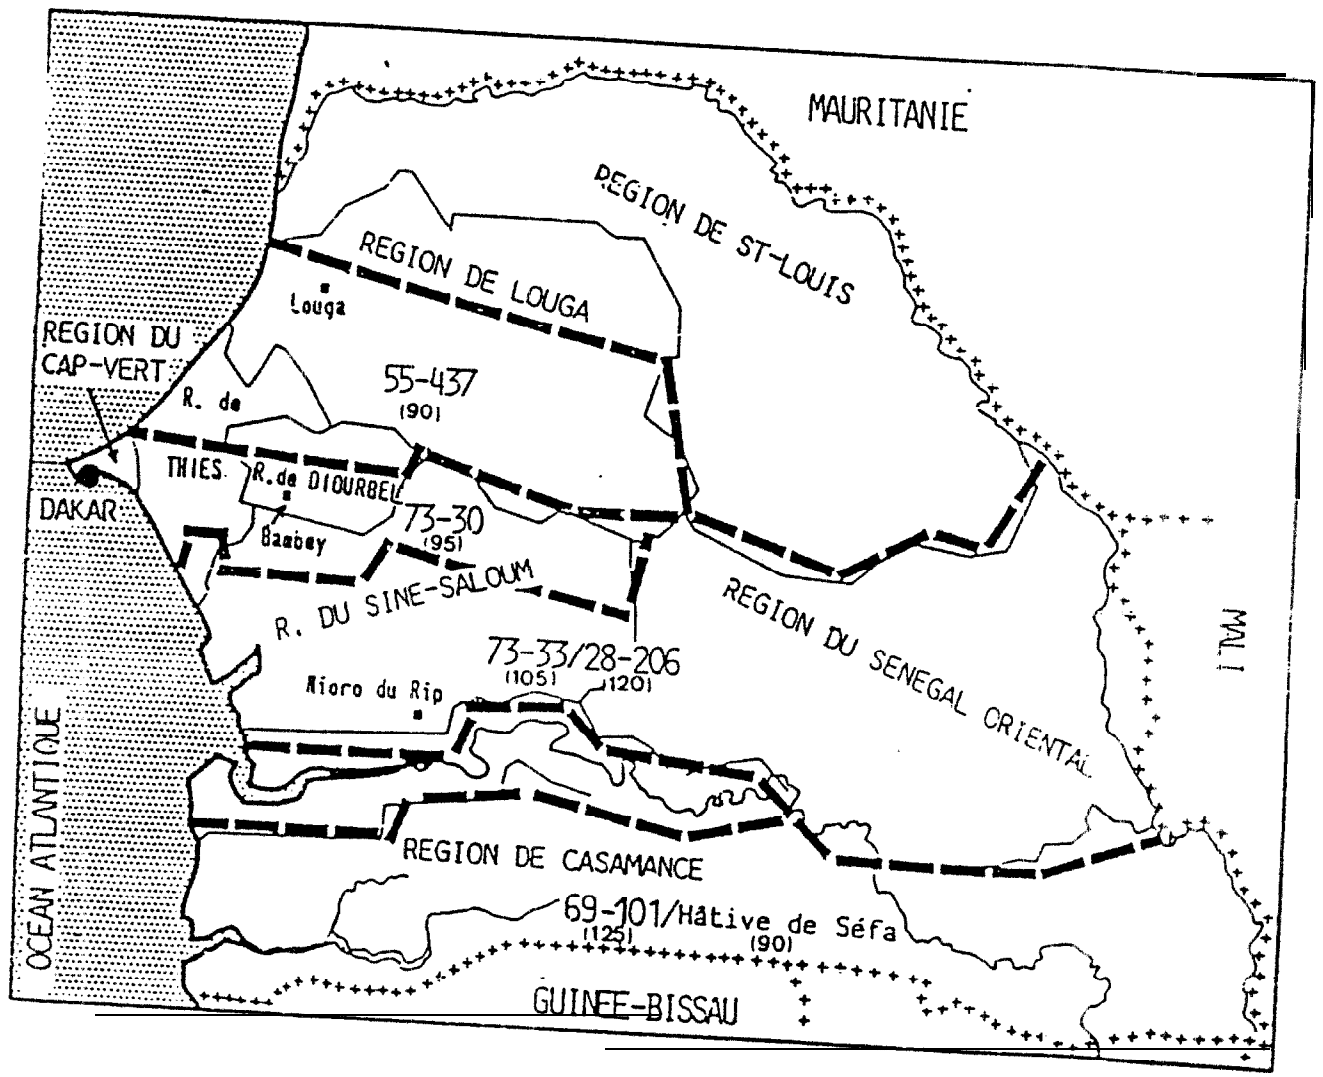 MAURITANIE
REGION DE ST-LOUIS
REGION DE LOUGA
Louga
REGION DU
CAP-VERT
55-437
(90)
R. de
THIES
R. de DIOURBEL
DAKAR
73-30
(95)
Bambey
R. DU SINE-SALOUM
REGION DU SENEGAL ORIENTAL
MALI
73-33/28-206
(105) (120)
Nioro du Rip
OCEAN ATLANTIQUE
REGION DE CASAMANCE
69-101/Hâtive de Séfa
(125) (90)
GUINEE-BISSAU